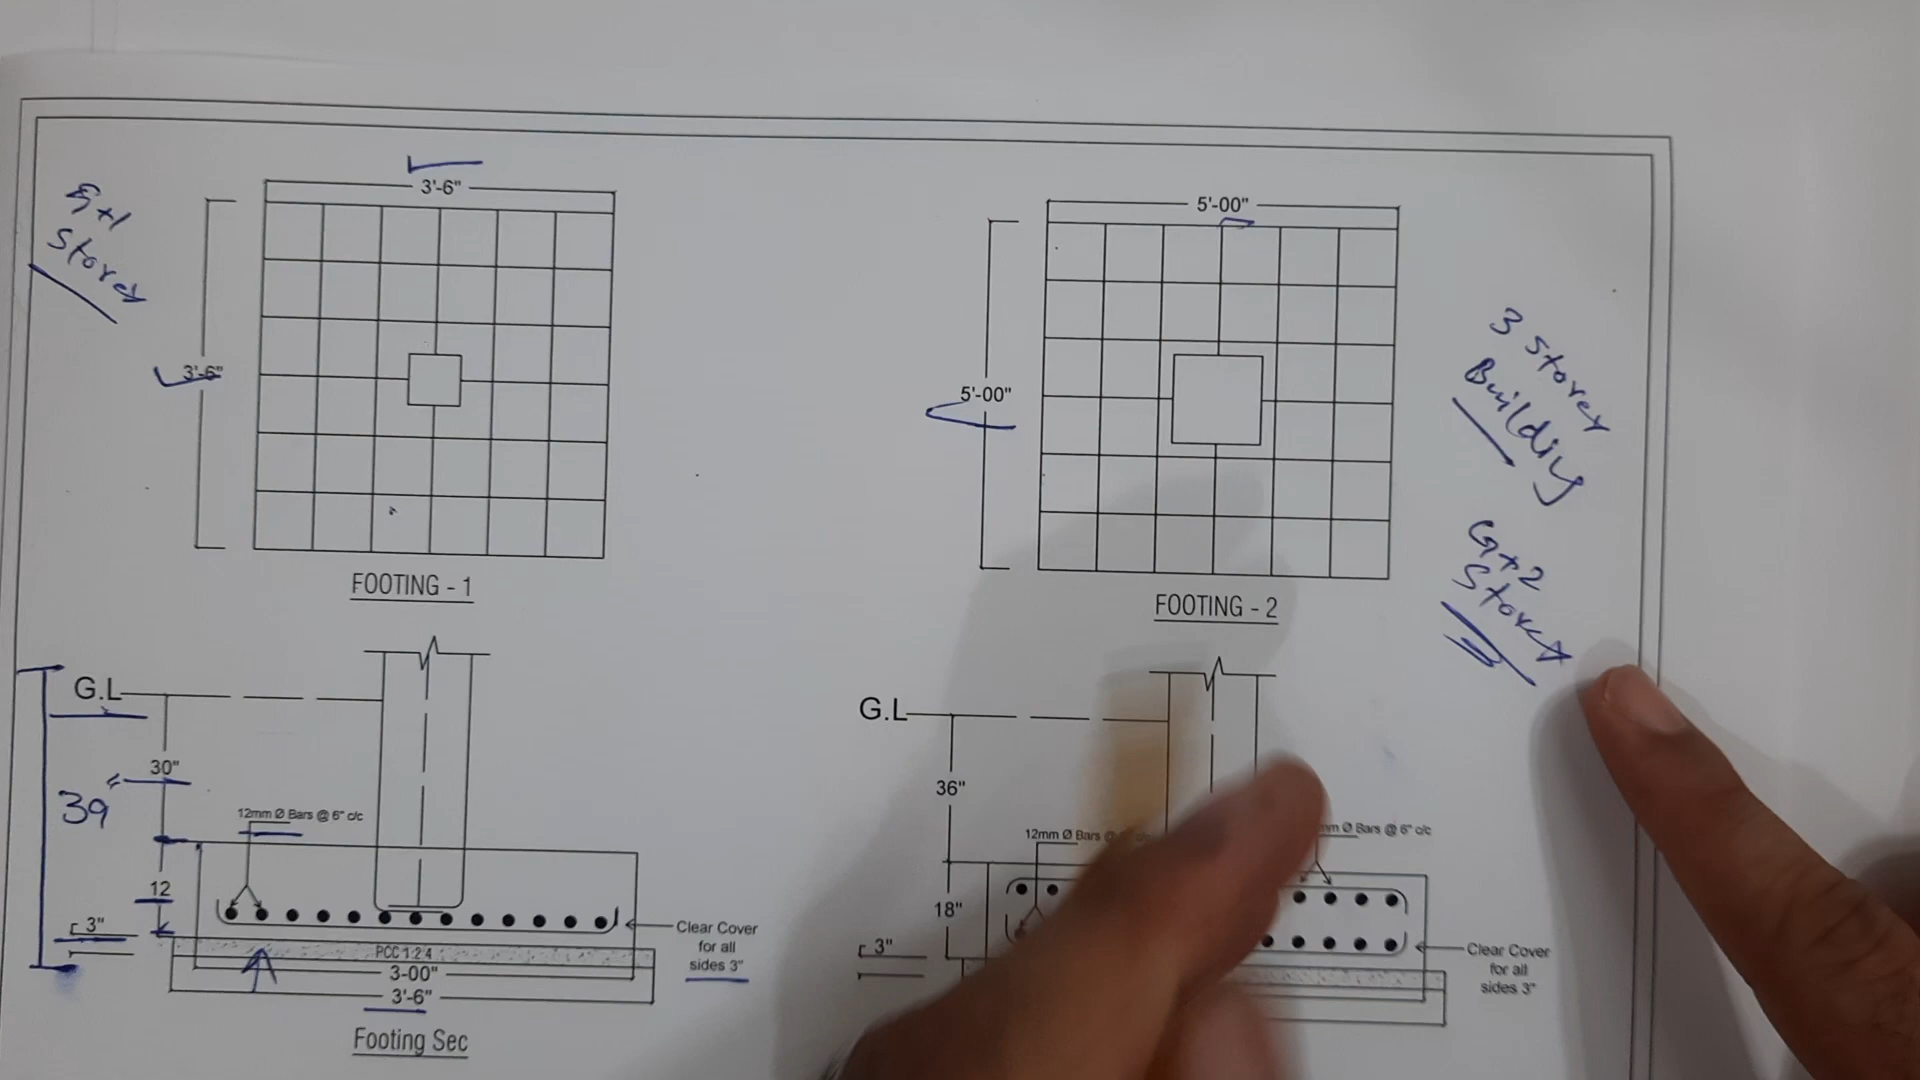 3'-6"
G+1
Storey
3'-6"
FOOTING - 1
5'-00"
5'-00"
3 Storey
Building
G+2
Storey
FOOTING - 2
G.L
30"
39"
12mm Ø Bars @ 6" c/c
12
3"
PCC 1:2:4
3-00"
3'-6"
Clear Cover
for all
sides 3"
Footing Sec
G.L
36"
12mm Ø Bars @
mm Ø Bars @ 6" c/c
18"
3"
Clear Cover
for all
sides 3"